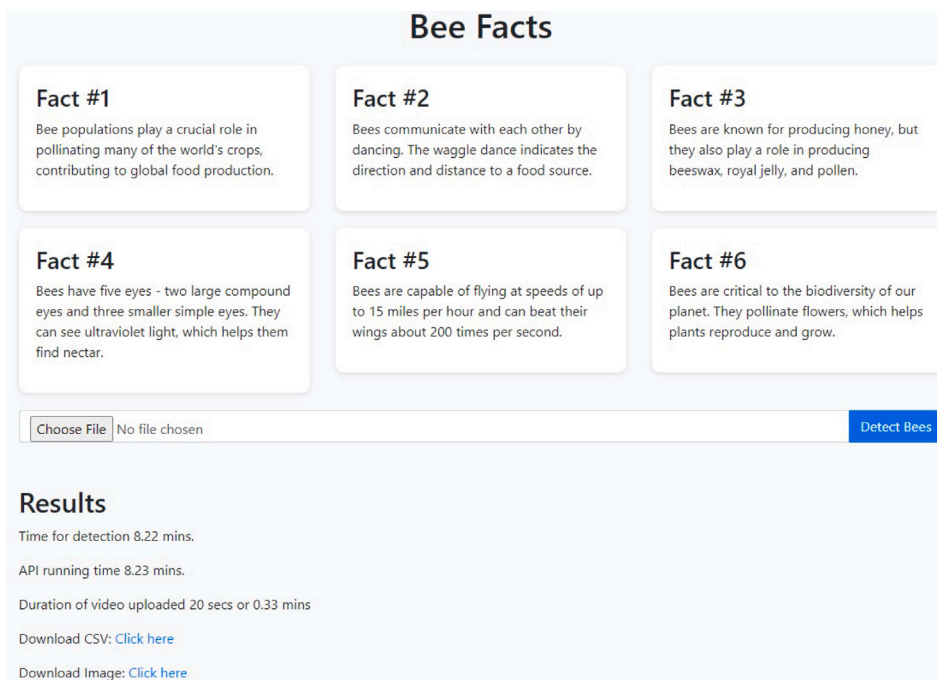 Bee Facts
Fact #1
Bee populations play a crucial role in
pollinating many of the world's crops,
contributing to global food production.
Fact #2
Bees communicate with each other by
dancing. The waggle dance indicates the
direction and distance to a food source.
Fact #3
Bees are known for producing honey, but
they also play a role in producing
beeswax, royal jelly, and pollen.
Fact #4
Bees have five eyes - two large compound
eyes and three smaller simple eyes. They
can see ultraviolet light, which helps them
find nectar.
Fact #5
Bees are capable of flying at speeds of up
to 15 miles per hour and can beat their
wings about 200 times per second.
Fact #6
Bees are critical to the biodiversity of our
planet. They pollinate flowers, which helps
plants reproduce and grow.
Choose File No file chosen
Detect Bees
Results
Time for detection 8.22 mins.
API running time 8.23 mins.
Duration of video uploaded 20 secs or 0.33 mins
Download CSV: Click here
Download Image: Click here